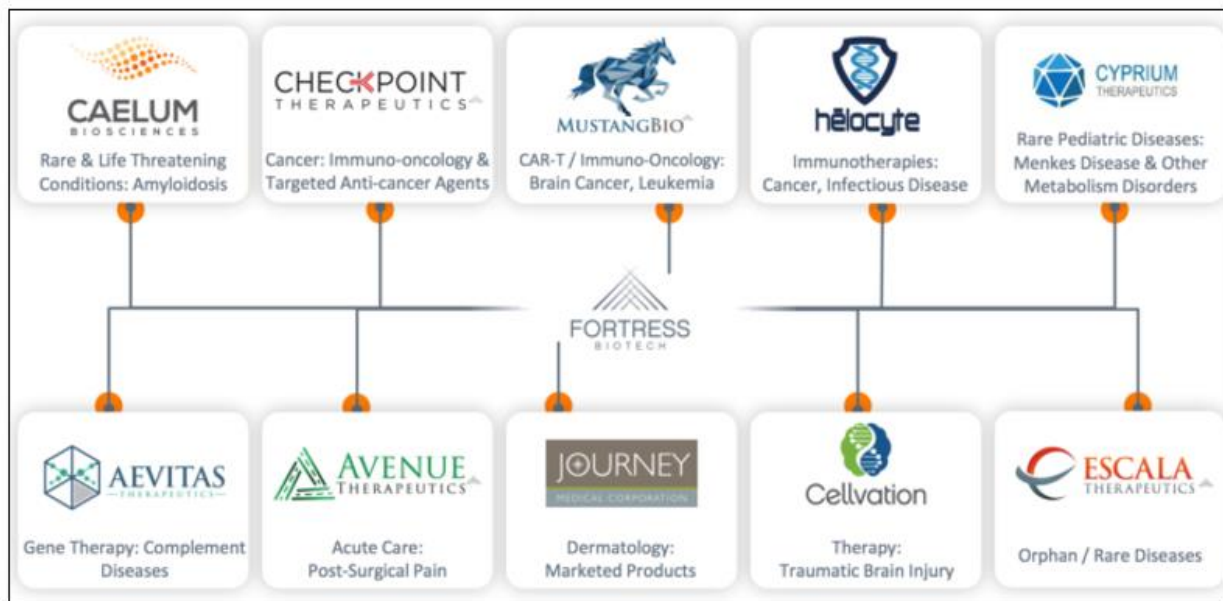 CAELUM
BIOSCIENCES
Rare & Life Threatening
Conditions: Amyloidosis
CHECKPOINT
THERAPEUTICS
Cancer: Immuno-oncology &
Targeted Anti-cancer Agents
MUSTANGBIO
CAR-T / Immuno-Oncology:
Brain Cancer, Leukemia
hēlocyte
Immunotherapies:
Cancer, Infectious Disease
CYPRIUM
THERAPEUTICS
Rare Pediatric Diseases:
Menkes Disease & Other
Metabolism Disorders
FORTRESS
BIOTECH
AEVITAS
THERAPEUTICS
Gene Therapy: Complement
Diseases
AVENUE
THERAPEUTICS
Acute Care:
Post-Surgical Pain
JOURNEY
MEDICAL CORPORATION
Dermatology:
Marketed Products
Cellvation
Therapy:
Traumatic Brain Injury
ESCALA
THERAPEUTICS
Orphan / Rare Diseases